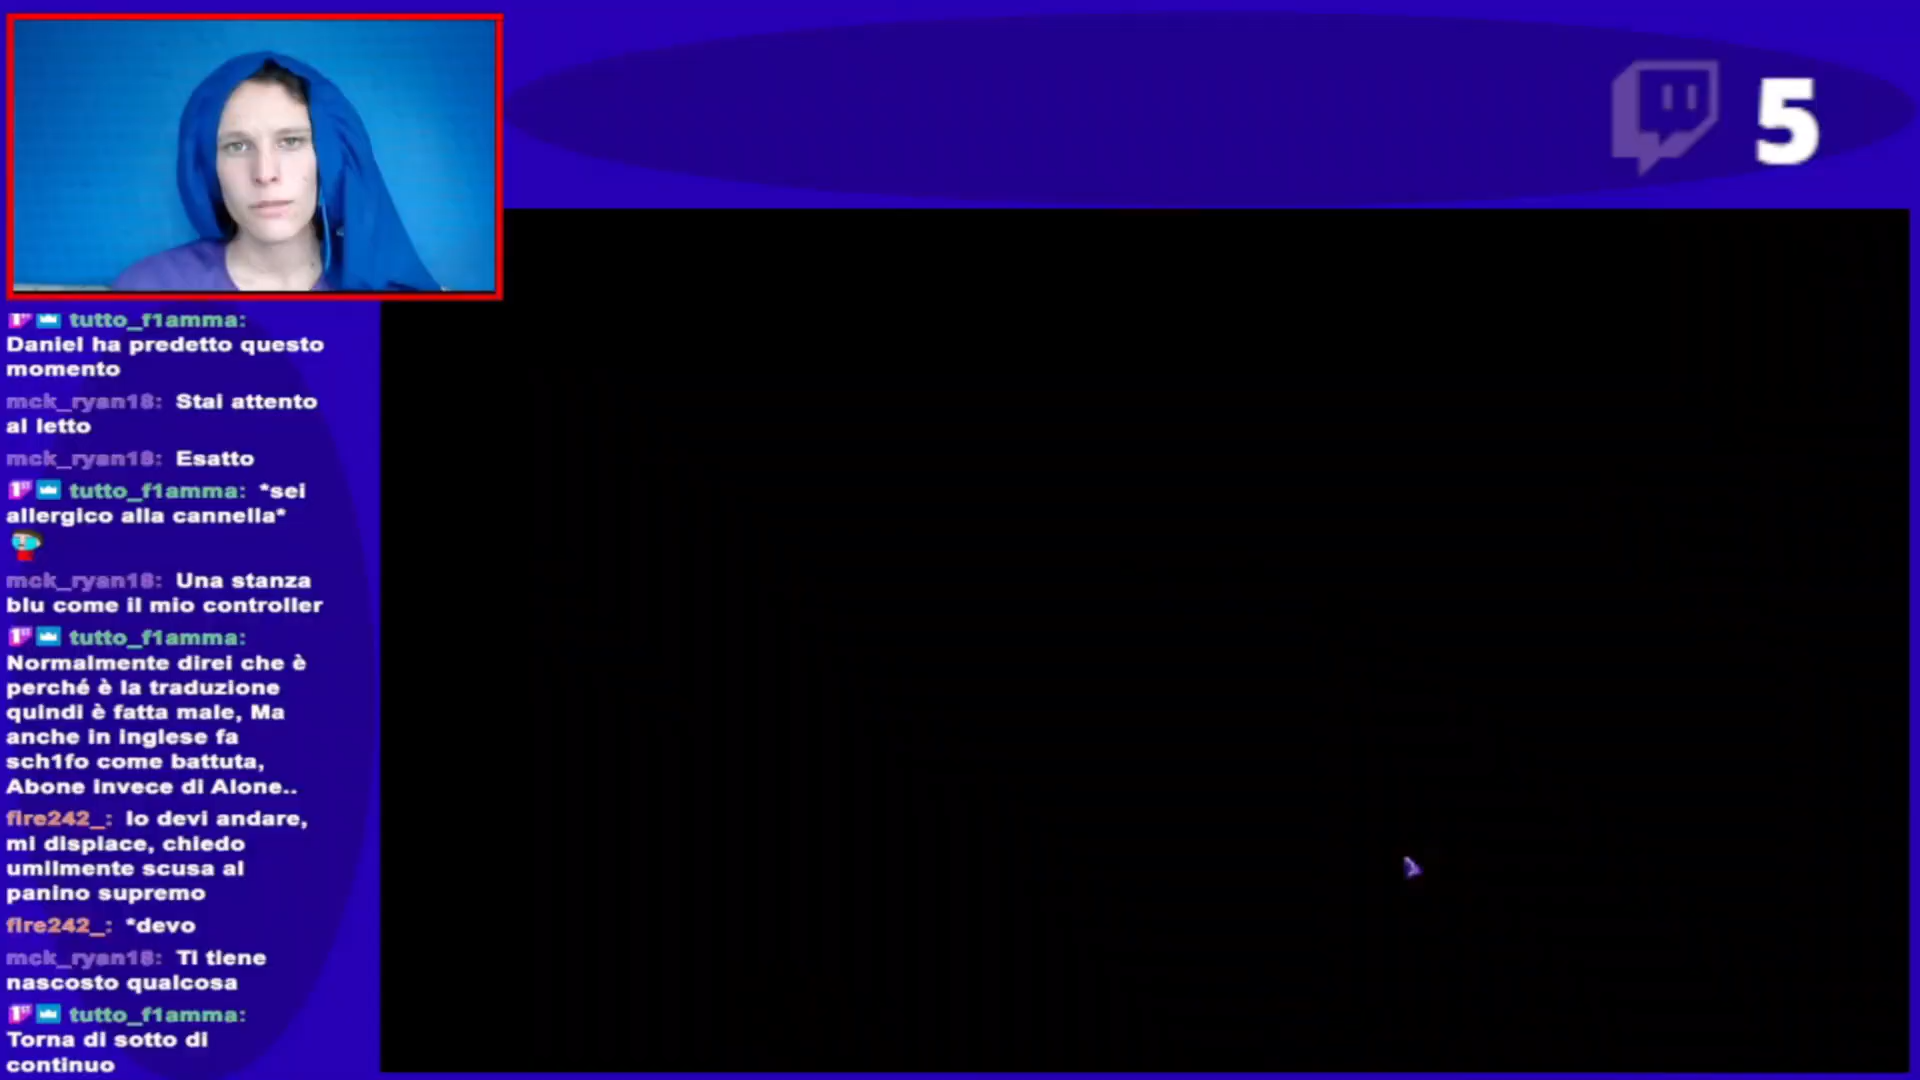 5
tutto_f1amma:
Daniel ha predetto questo
momento
mck_ryan18: Stai attento
al letto
mck_ryan18: Esatto
tutto_f1amma: *sei
allergico alla cannella*
mck_ryan18: Una stanza
blu come il mio controller
tutto_f1amma:
Normalmente direi che è
perché è la traduzione
quindi è fatta male, Ma
anche in inglese fa
sch1fo come battuta,
Abone invece di Alone..
fire242_: Io devi andare,
mi dispiace, chiedo
umilmente scusa al
panino supremo
fire242_: *devo
mck_ryan18: Ti tiene
nascosto qualcosa
tutto_f1amma:
Torna di sotto di
continuo